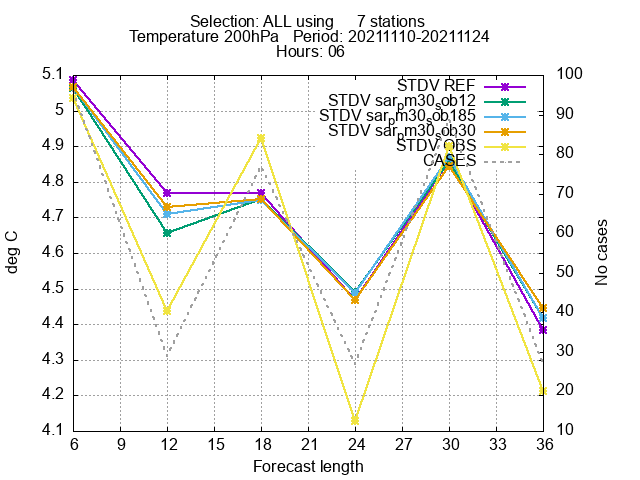 Selection: ALL using 7 stations
Temperature 200hPa Period: 20211110-20211124
Hours: 06
5.1
5
4.9
4.8
4.7
4.6
4.5
4.4
4.3
4.2
4.1
deg C
100
90
80
70
60
50
40
30
20
10
No cases
STDV REF
STDV sarpm30sob12
STDV sarpm30sob185
STDV sarpm30sob30
STDV OBS
CASES
6 9 12 15 18 21 24 27 30 33 36
Forecast length